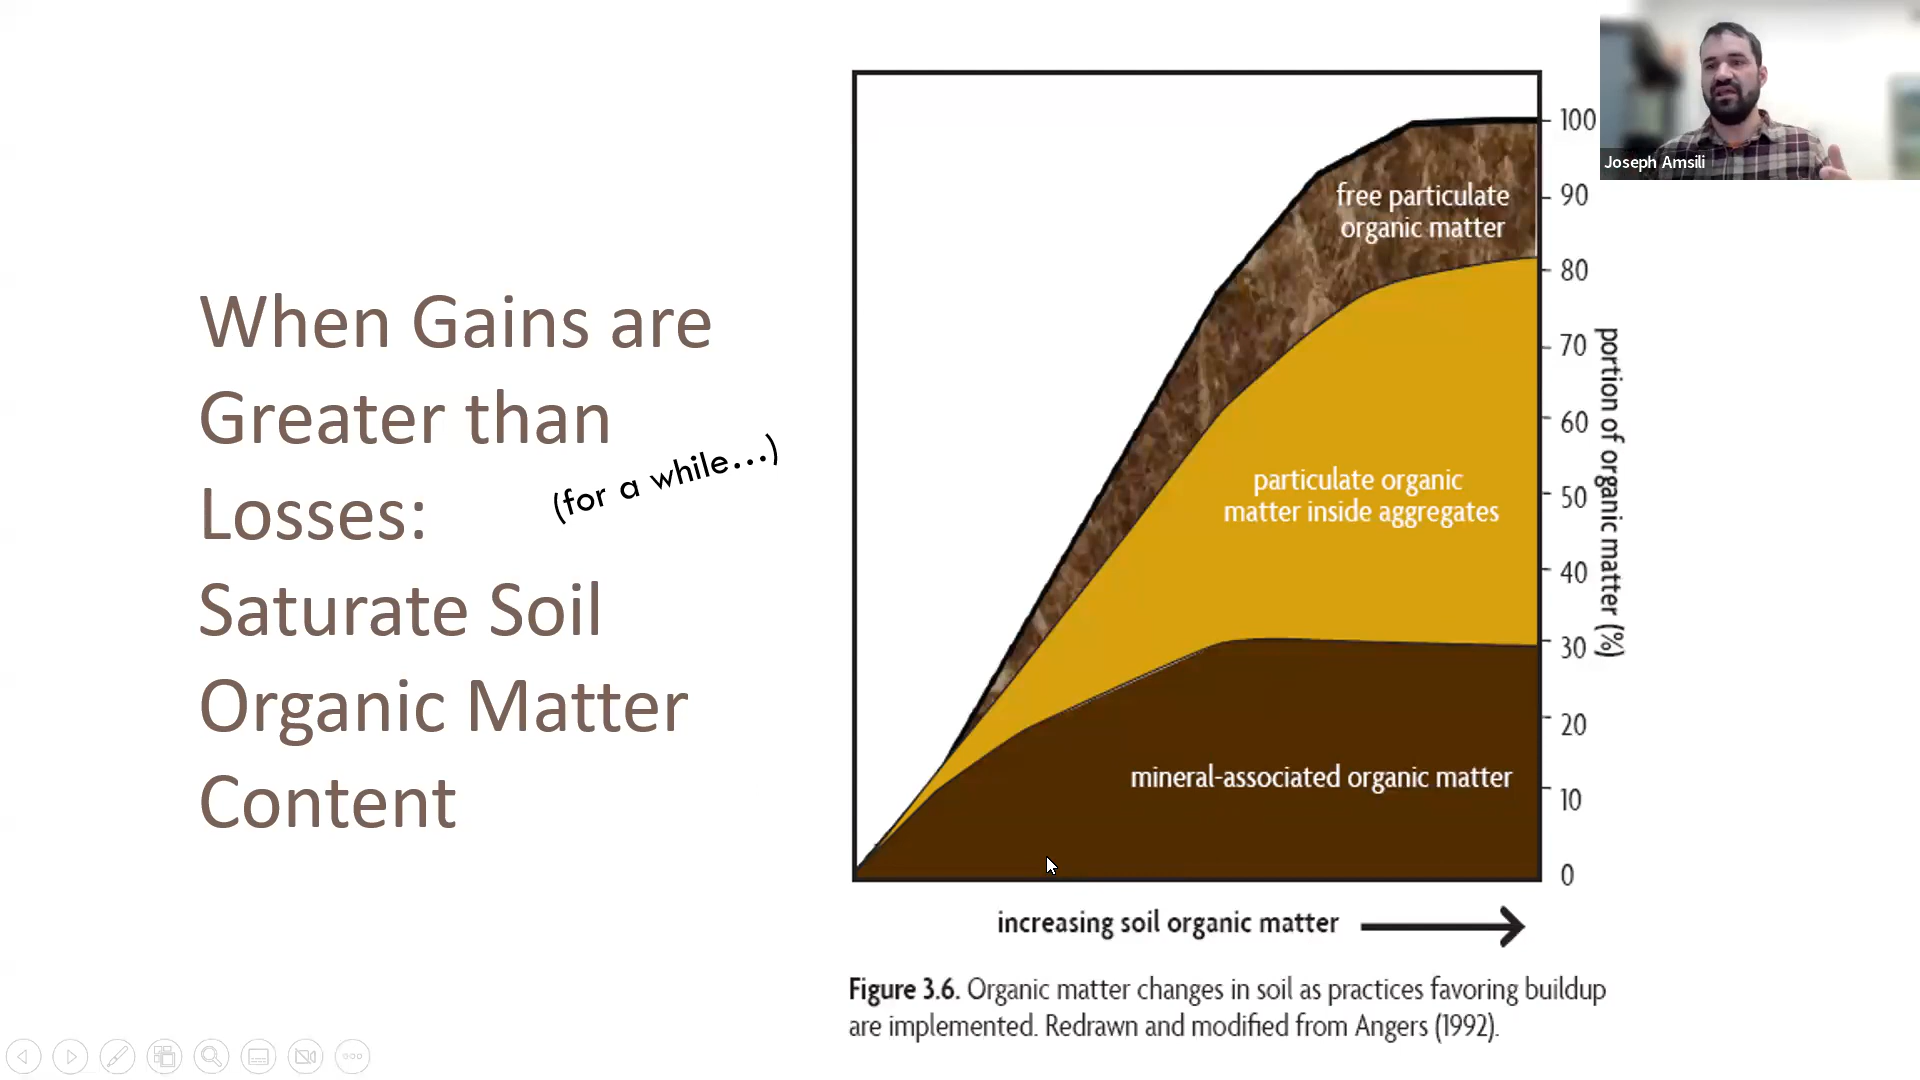 When Gains are
Greater than
(for a while...)
Losses:
Saturate Soil
Organic Matter
Content
free particulate
organic matter
particulate organic
matter inside aggregates
mineral-associated organic matter
100
90
80
70
60
50
40
30
20
10
0
portion of organic matter (%)
increasing soil organic matter
Figure 3.6. Organic matter changes in soil as practices favoring buildup
are implemented. Redrawn and modified from Angers (1992).
Joseph Amsili